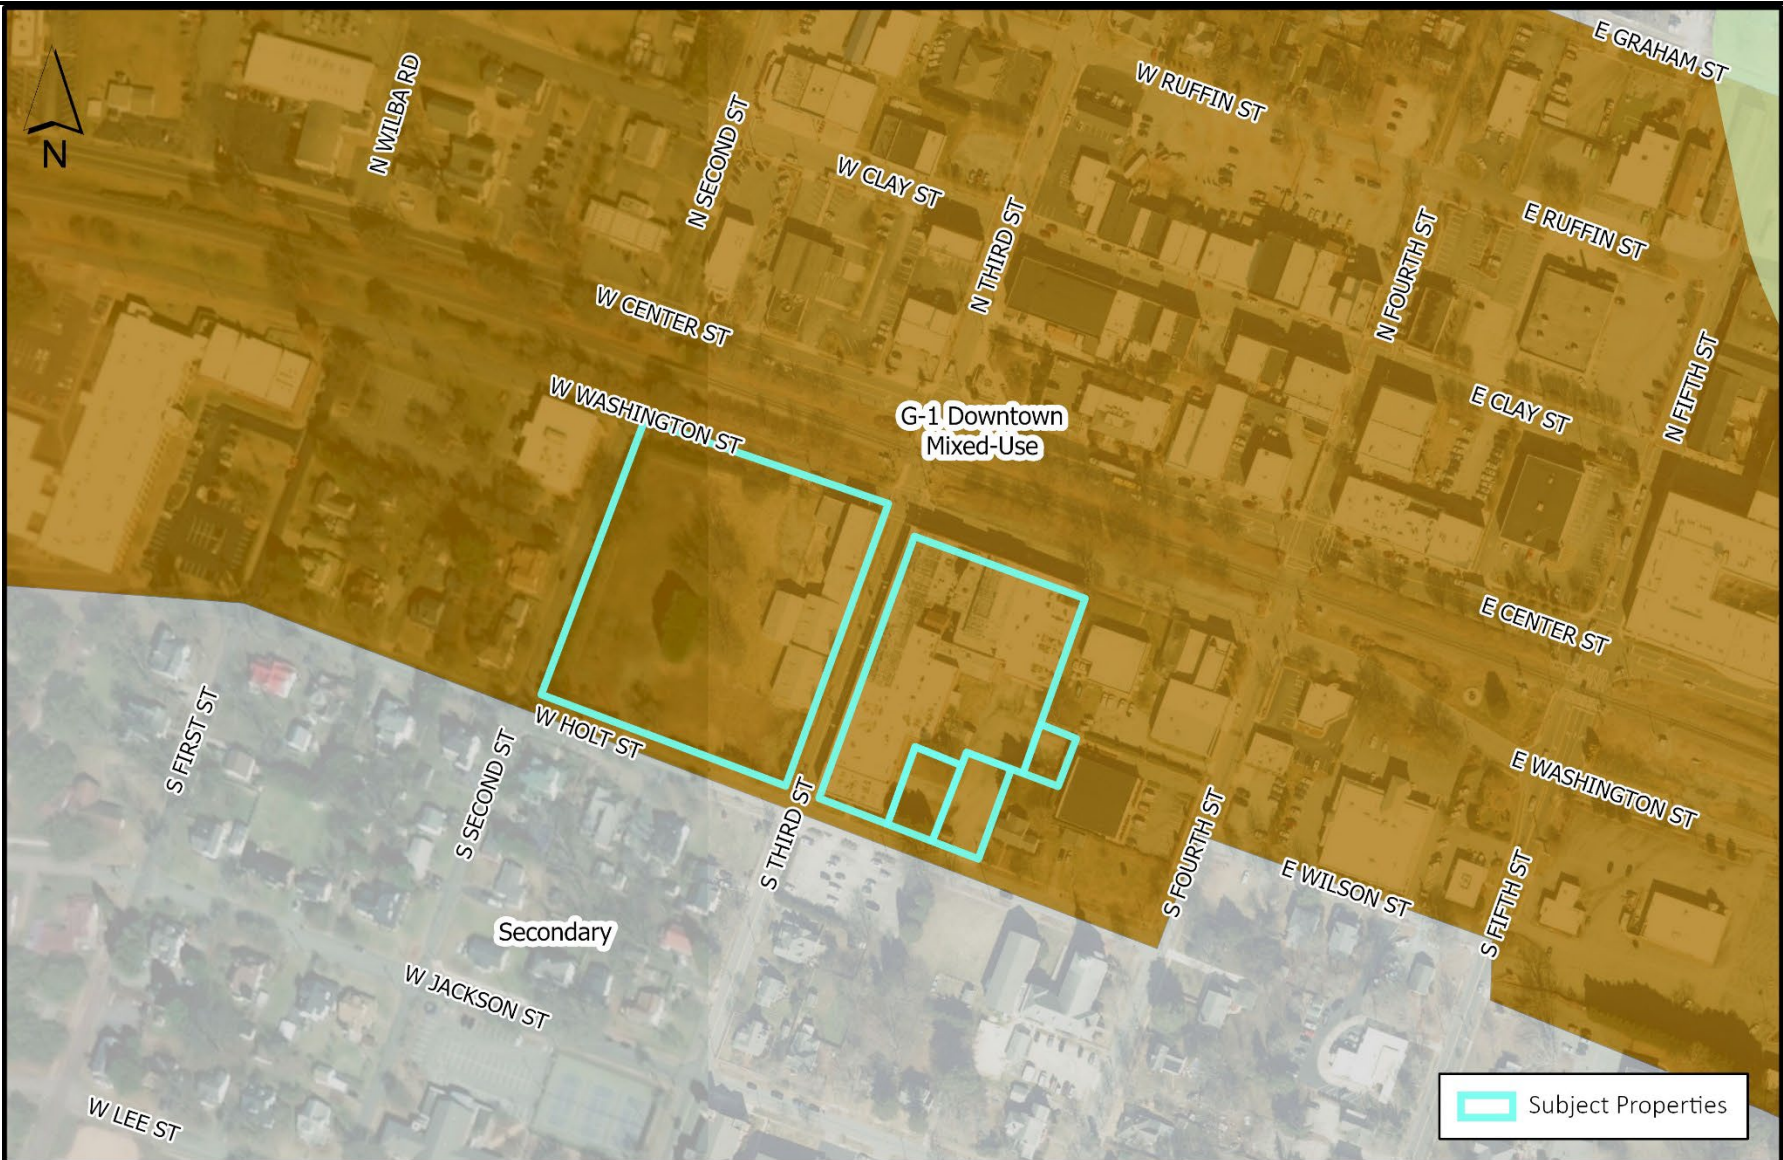 E GRAHAM ST
W RUFFIN ST
N WILBA RD
N SECOND ST
N
W CLAY ST
N THIRD ST
E RUFFIN ST
N FOURTH ST
W CENTER ST
N FIFTH ST
E CLAY ST
W WASHINGTON ST
G-1 Downtown
Mixed-Use
E CENTER ST
S FIRST ST
W HOLT ST
S SECOND ST
E WASHINGTON ST
S THIRD ST
S FOURTH ST
E WILSON ST
S FIFTH ST
Secondary
W JACKSON ST
W LEE ST
Subject Properties